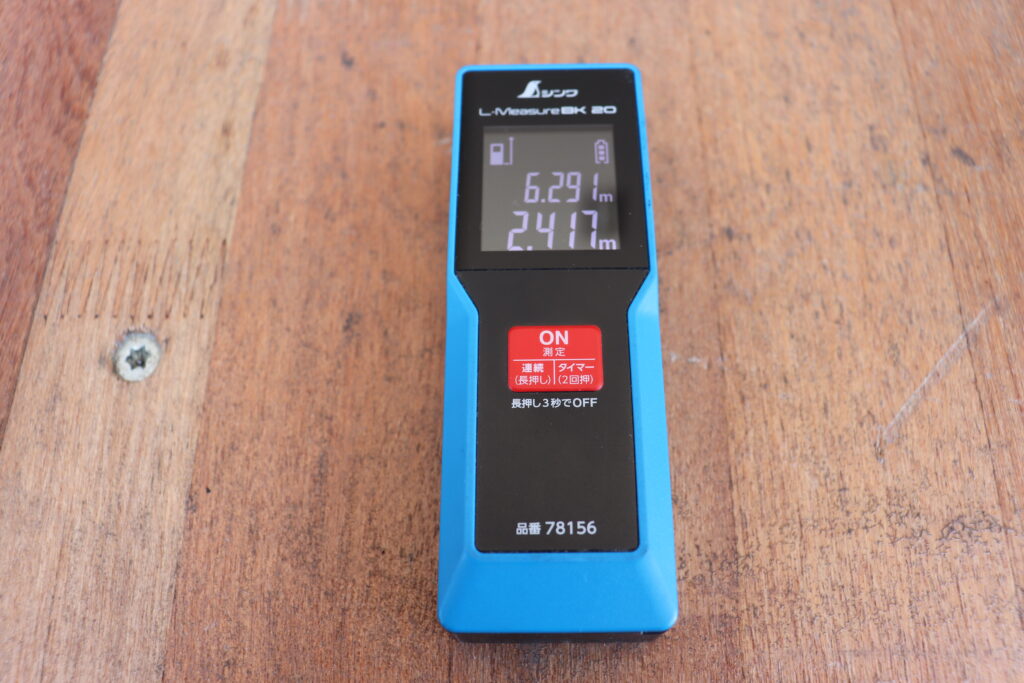 シンワ
L-Measure BK 20
6.291m
2.417m
ON
測定
連続 タイマー
(長押し) (2回押)
長押し3秒でOFF
品番 78156